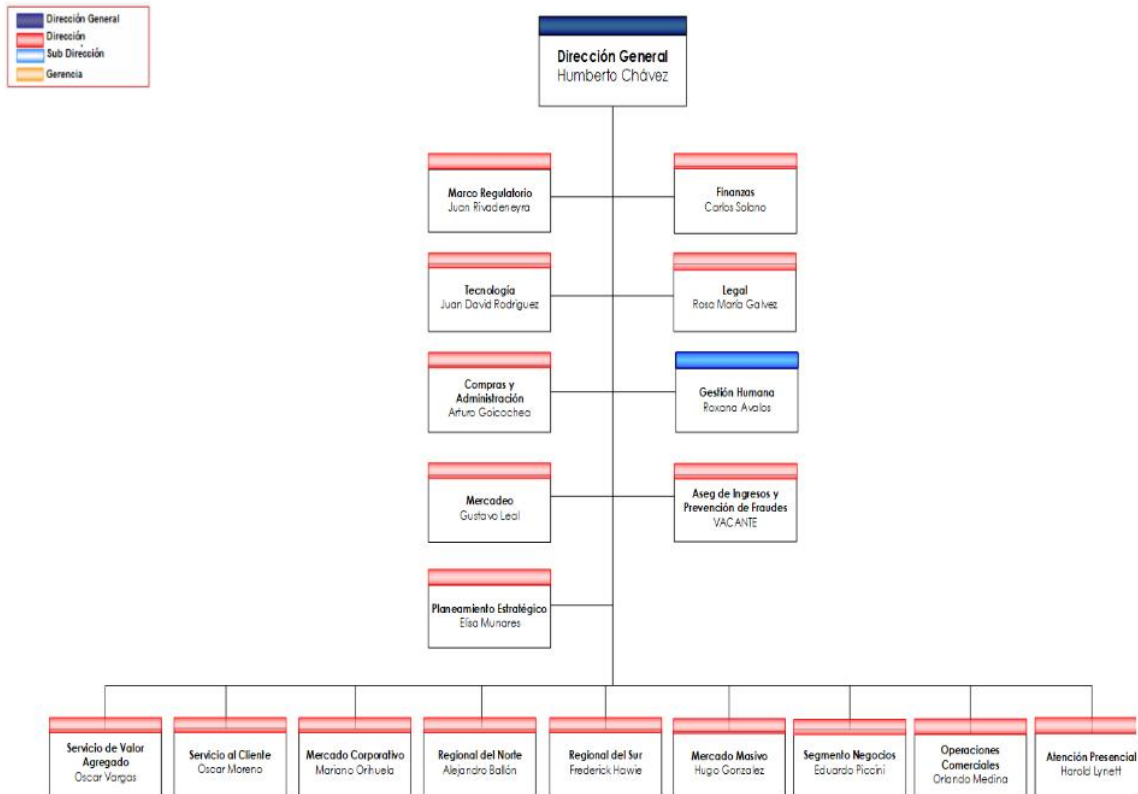 Dirección General
Dirección
Sub Dirección
Gerencia
Dirección General
Humberto Chávez
Marco Regulatorio
Juan Rivadeneyra
Finanzas
Carlos Solano
Tecnología
Juan David Rodriguez
Legal
Rosa María Galvez
Compras y
Administración
Arturo Goicochea
Gestión Humana
Roxana Avalos
Mercadeo
Gustavo Leal
Aseg de Ingresos y
Prevención de Fraudes
VACANTE
Planeamiento Estratégico
Elisa Munares
Servicio de Valor
Agregado
Oscar Vargas
Servicio al Cliente
Oscar Moreno
Mercado Corporativo
Mariano Orihuela
Regional del Norte
Alejandro Ballón
Regional del Sur
Frederick Howie
Mercado Masivo
Hugo Gonzalez
Segmento Negocios
Eduardo Piccini
Operaciones
Comerciales
Orlando Medina
Atención Presencial
Harold Lynett